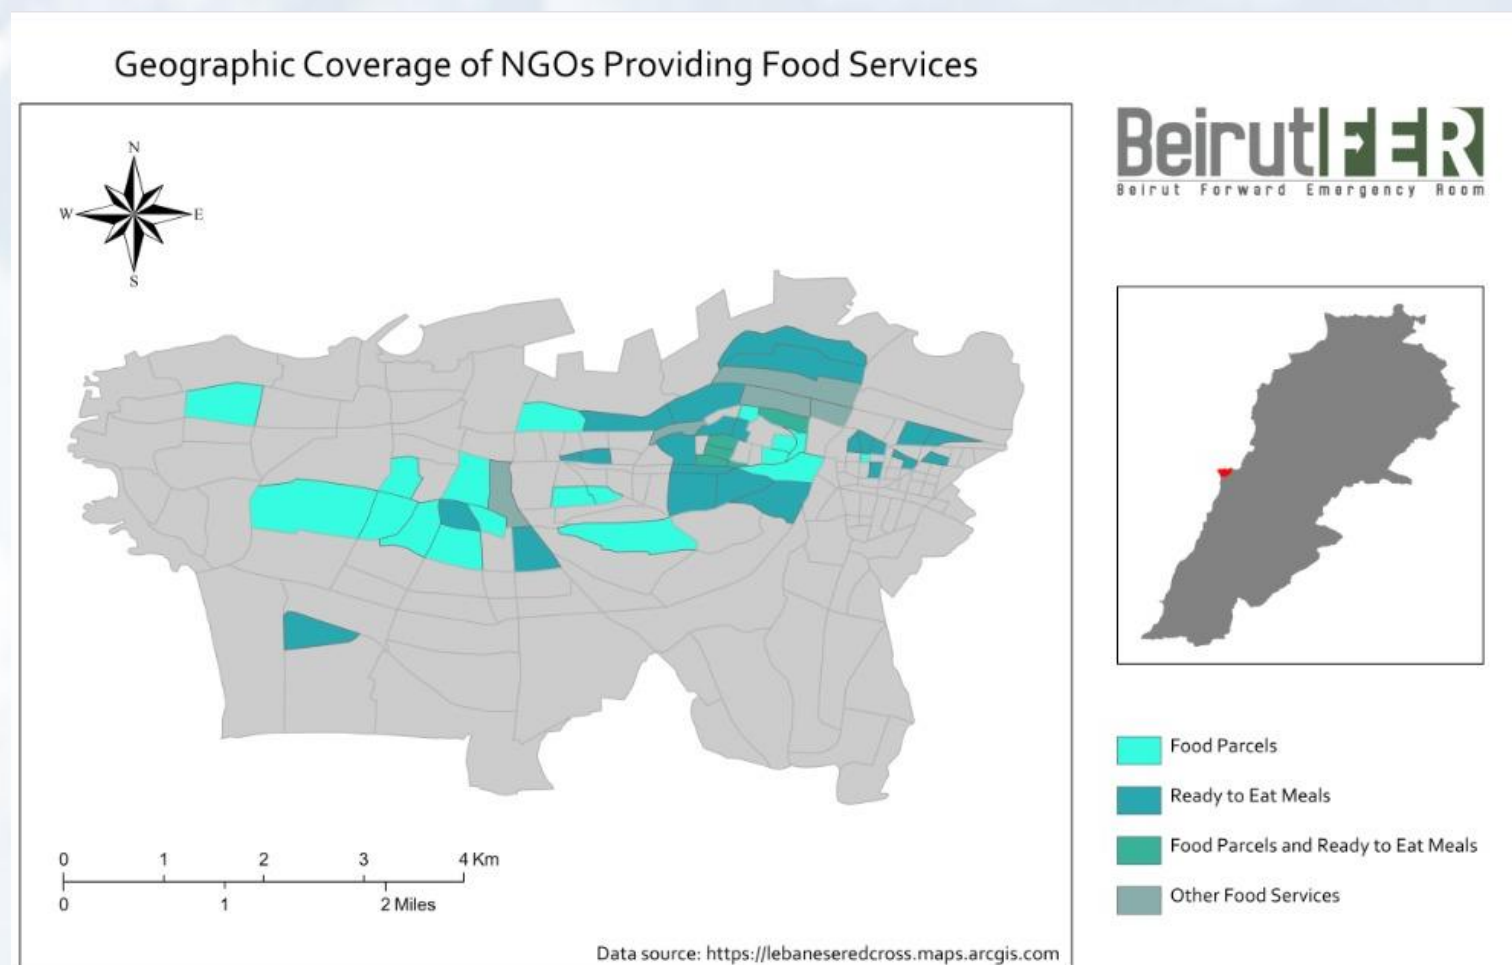 Geographic Coverage of NGOs Providing Food Services
N
W
E
S
Beirut FER
Beirut Forward Emergency Room
Food Parcels
Ready to Eat Meals
Food Parcels and Ready to Eat Meals
Other Food Services
0 1 2 3 4 Km
0 1 2 Miles
Data source: https://lebaneseredcross.maps.arcgis.com